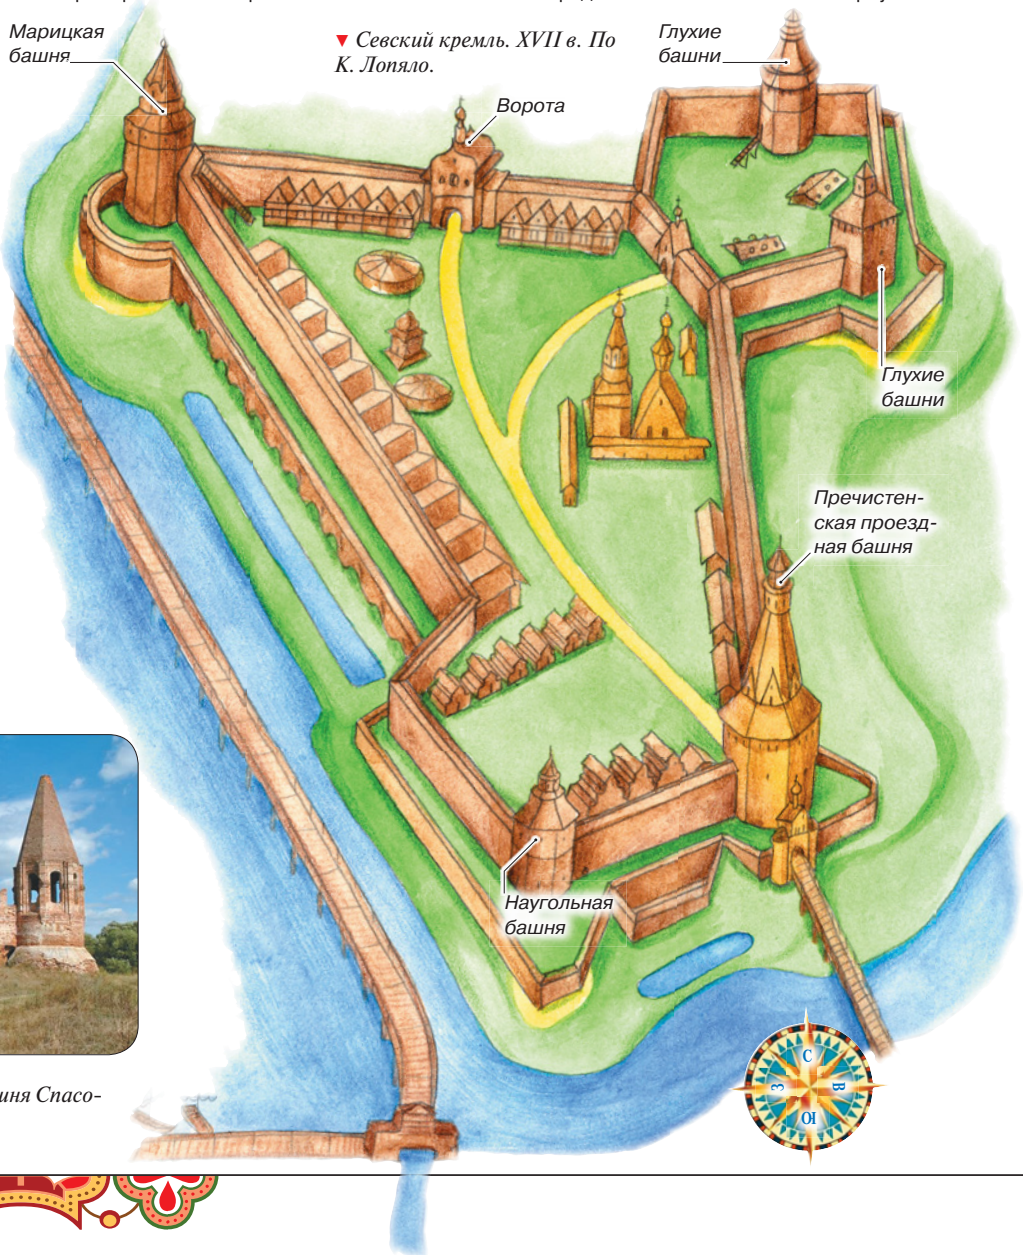 Марицкая
башня
▼ Севский кремль. XVII в. По
К. Лопяло.
Глухие
башни
Ворота
Глухие
башни
Пречистен-
ская проезд-
ная башня
Наугольная
башня
С
З
В
Ю
шня Спасо-